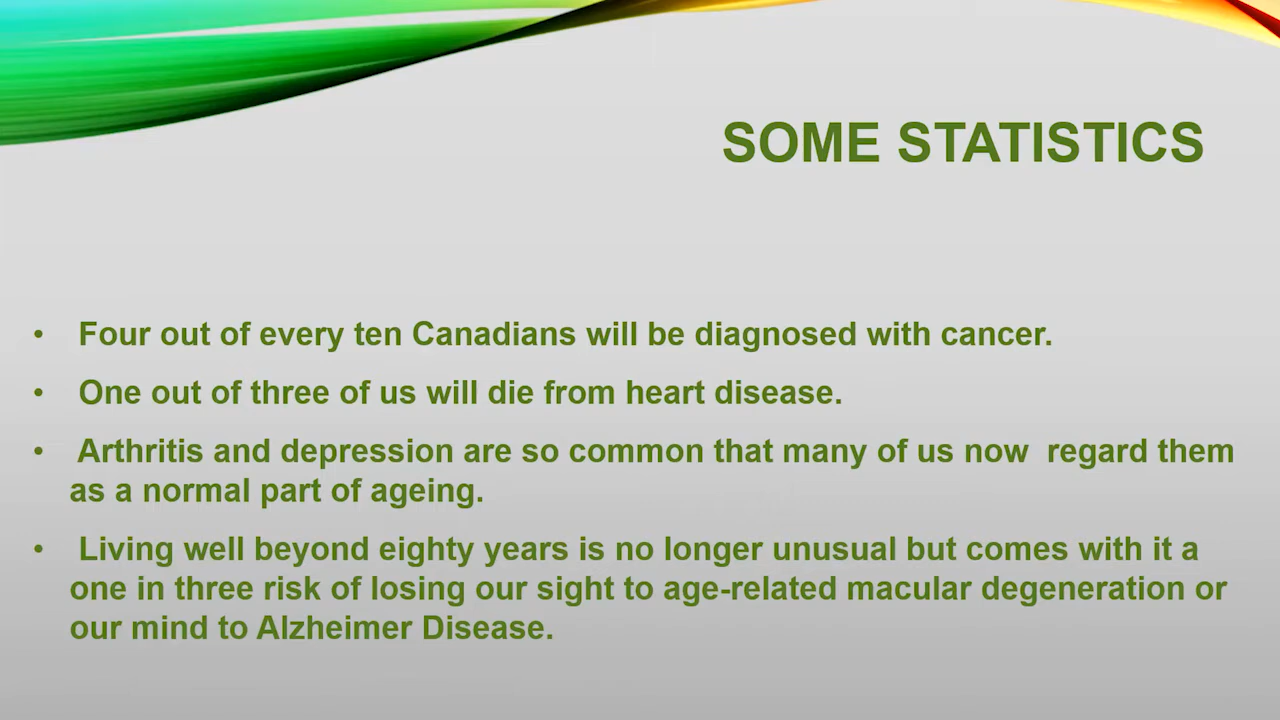 SOME STATISTICS
• Four out of every ten Canadians will be diagnosed with cancer.
• One out of three of us will die from heart disease.
• Arthritis and depression are so common that many of us now regard them
as a normal part of ageing.
• Living well beyond eighty years is no longer unusual but comes with it a
one in three risk of losing our sight to age-related macular degeneration or
our mind to Alzheimer Disease.